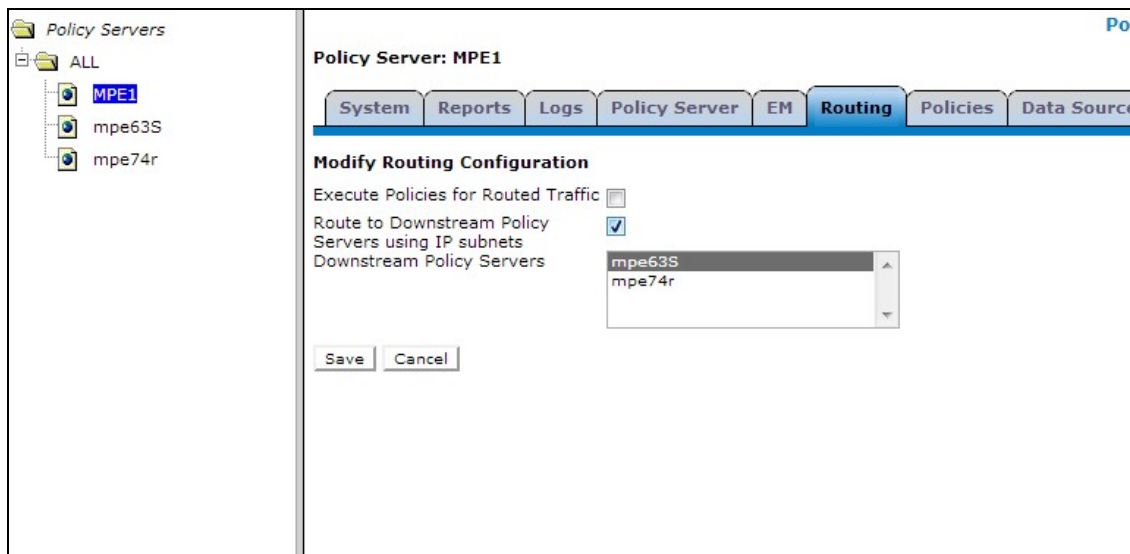 Policy Servers
ALL
MPE1
mpe63S
mpe74r
Po
Policy Server: MPE1
System Reports Logs Policy Server EM Routing Policies Data Source
Modify Routing Configuration
Execute Policies for Routed Traffic
Route to Downstream Policy
Servers using IP subnets
Downstream Policy Servers
mpe63S
mpe74r
Save Cancel